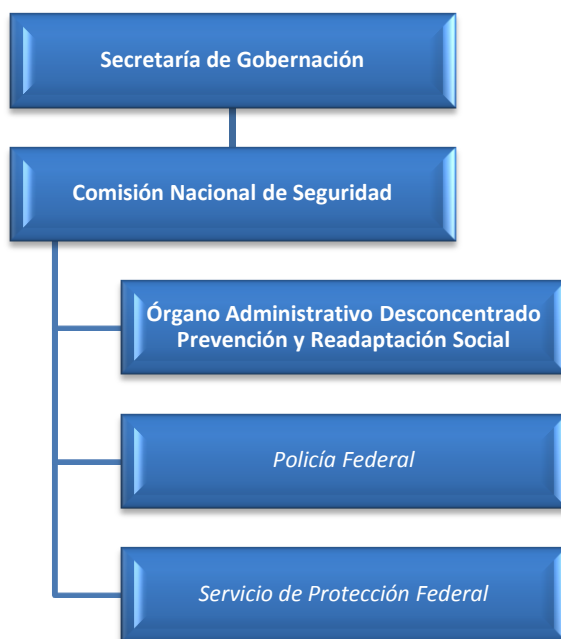 Secretaría de Gobernación
Comisión Nacional de Seguridad
Órgano Administrativo Desconcentrado
Prevención y Readaptación Social
Policía Federal
Servicio de Protección Federal